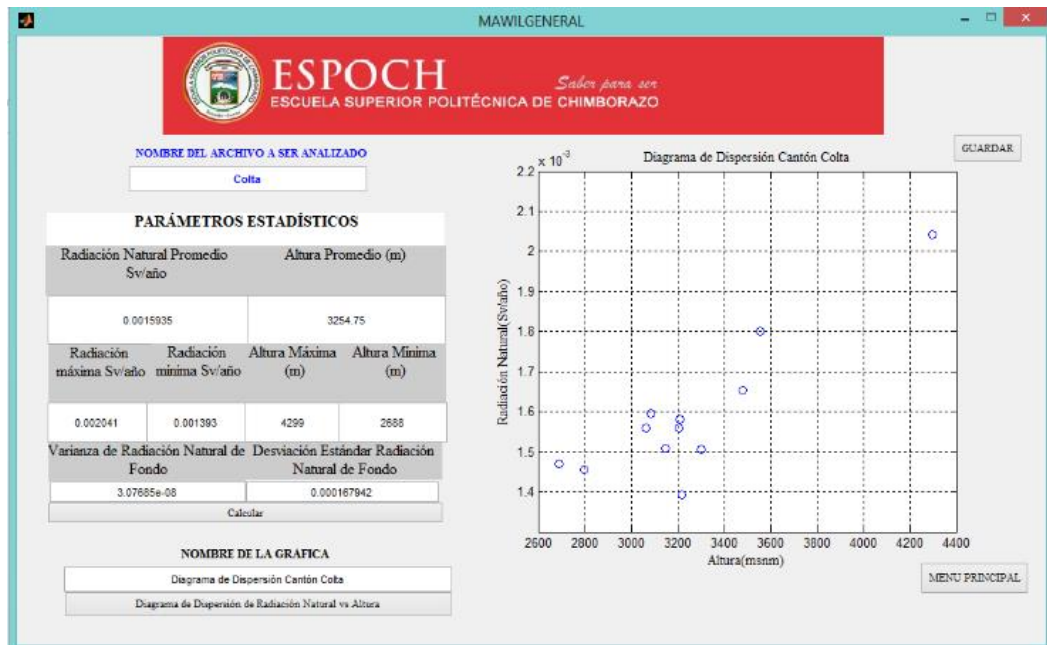 MAWILGENERAL
ESPOCH
Saber para ser
ESCUELA SUPERIOR POLITÉCNICA DE CHIMBORAZO
NOMBRE DEL ARCHIVO A SER ANALIZADO
Colta
PARÁMETROS ESTADÍSTICOS
Radiación Natural Promedio
Sv/año
Altura Promedio (m)
0.0015935
3254.75
Radiación
máxima Sv/año
Radiación
mínima Sv/año
Altura Máxima
(m)
Altura Mínima
(m)
0.002041
0.001393
4299
2688
Varianza de Radiación Natural de
Fondo
Desviación Estándar Radiación
Natural de Fondo
3.07685e-08
0.000167942
Calcular
NOMBRE DE LA GRÁFICA
Diagrama de Dispersión Cantón Colta
Diagrama de Dispersión de Radiación Natural vs Altura
GUARDAR
Diagrama de Dispersión Cantón Colta
x 10⁻³
2.2
2.1
2
1.9
1.8
1.7
1.6
1.5
1.4
Radiación Natural(Sv/año)
2600 2800 3000 3200 3400 3600 3800 4000 4200 4400
Altura(msnm)
MENU PRINCIPAL